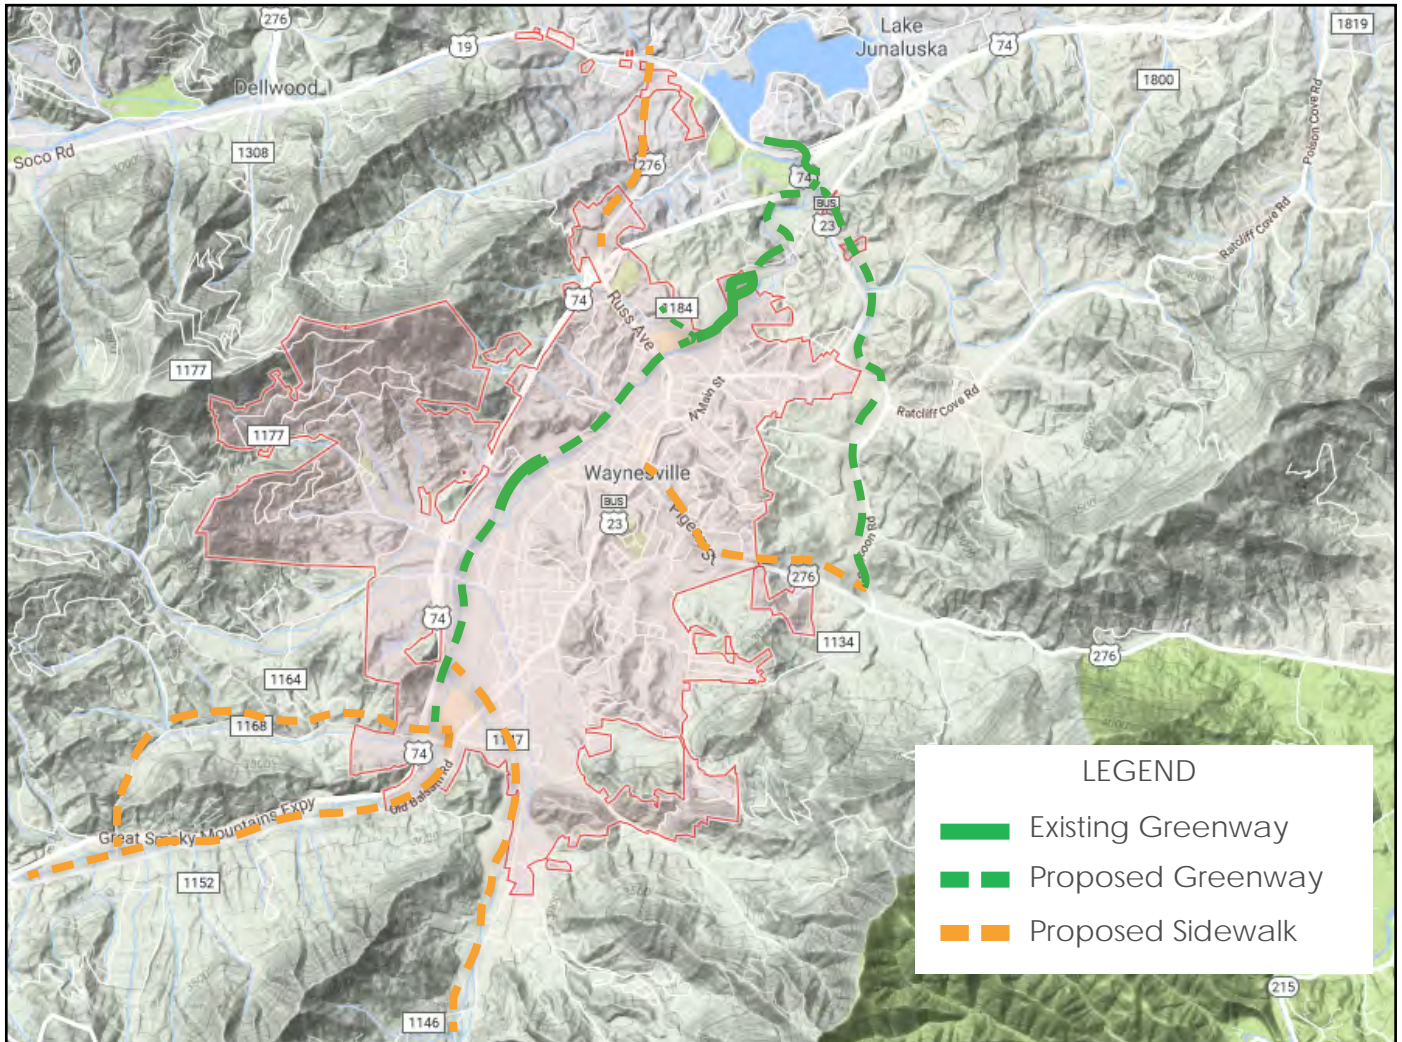 276
Lake
Junaluska
1819
19
74
Dellwood
1800
Poison Cove Rd
Soco Rd
1308
276
74
BUS
23
Ratcliff Cove Rd
74
1184
Russ Ave
1177
N Main St
Ratcliff Cove Rd
1177
Waynesville
BUS
23
Pigeon St
276
74
1134
276
1164
1168
74
Old Balsam Rd
Great Smoky Mountains Expy
1152
1146
215
LEGEND
Existing Greenway
Proposed Greenway
Proposed Sidewalk